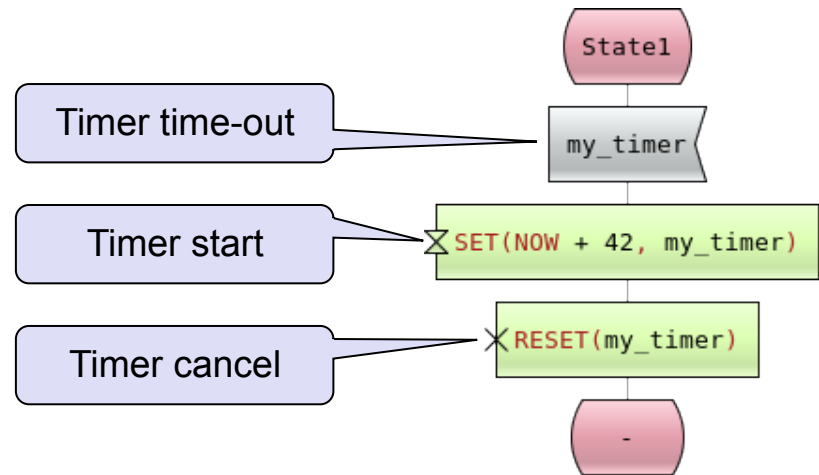 State1
Timer time-out
my_timer
Timer start
SET(NOW + 42, my_timer)
Timer cancel
RESET(my_timer)
-